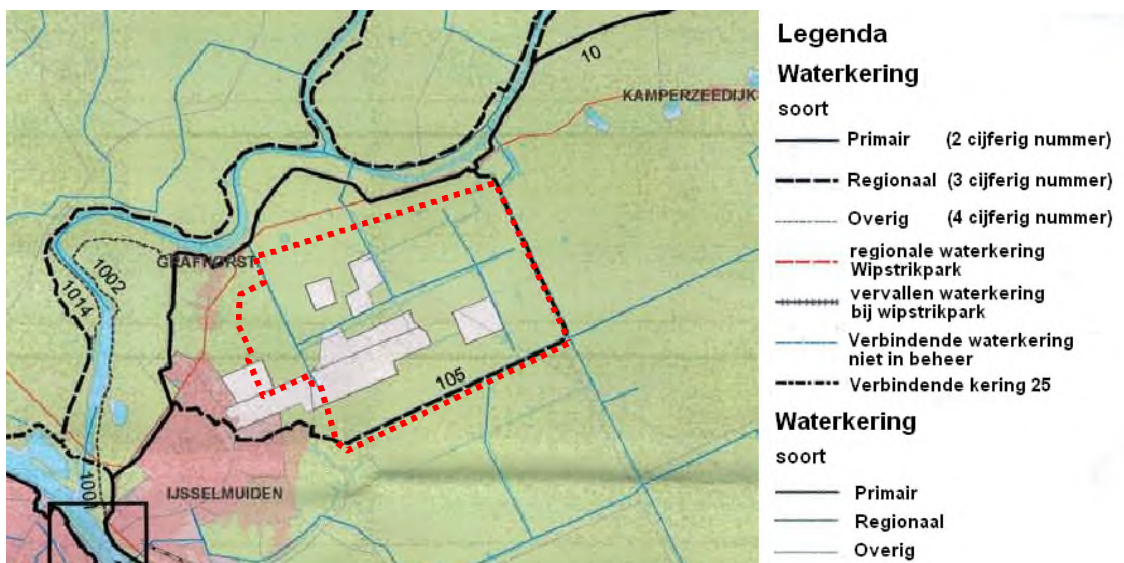 10
KAMPERZEEDIJK
GRAFHORST
1002
1014
105
IJSSELMUIDEN
1001
Legenda
Waterkering
soort
Primair (2 cijferig nummer)
Regionaal (3 cijferig nummer)
Overig (4 cijferig nummer)
regionale waterkering
Wipstrikpark
vervallen waterkering
bij wipstrikpark
Verbindende waterkering
niet in beheer
Verbindende kering 25
Waterkering
soort
Primair
Regionaal
Overig